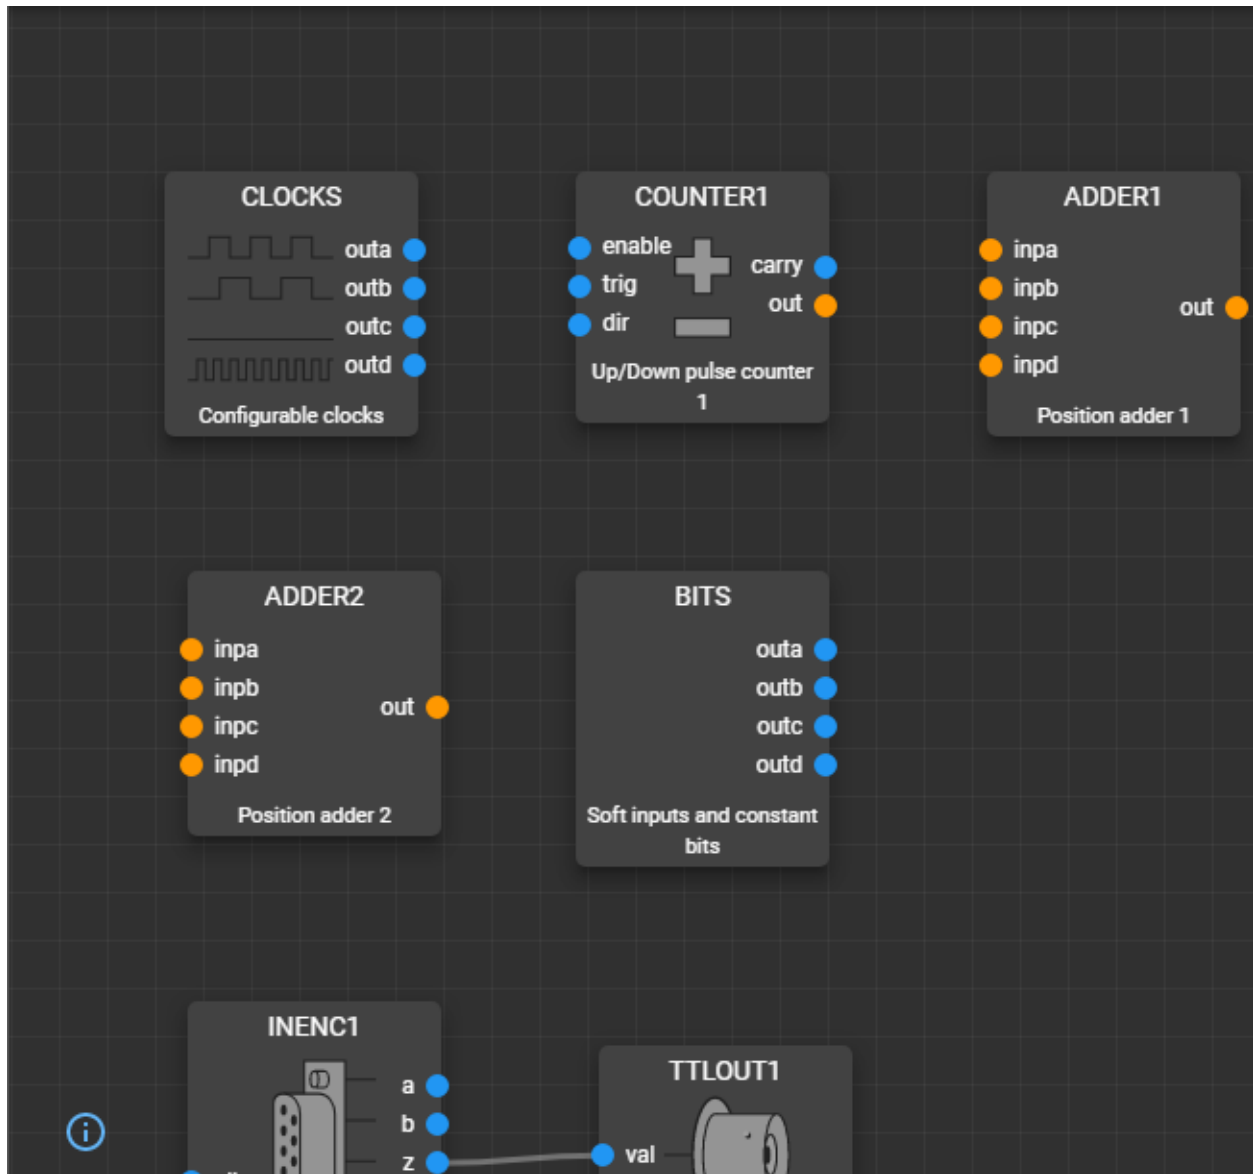 CLOCKS
outa
outb
outc
outd
Configurable clocks
COUNTER1
enable
trig
dir
carry
out
Up/Down pulse counter
1
ADDER1
inpa
inpb
inpc
inpd
out
Position adder 1
ADDER2
inpa
inpb
inpc
inpd
out
Position adder 2
BITS
outa
outb
outc
outd
Soft inputs and constant
bits
INENC1
a
b
z
TTLOUT1
val